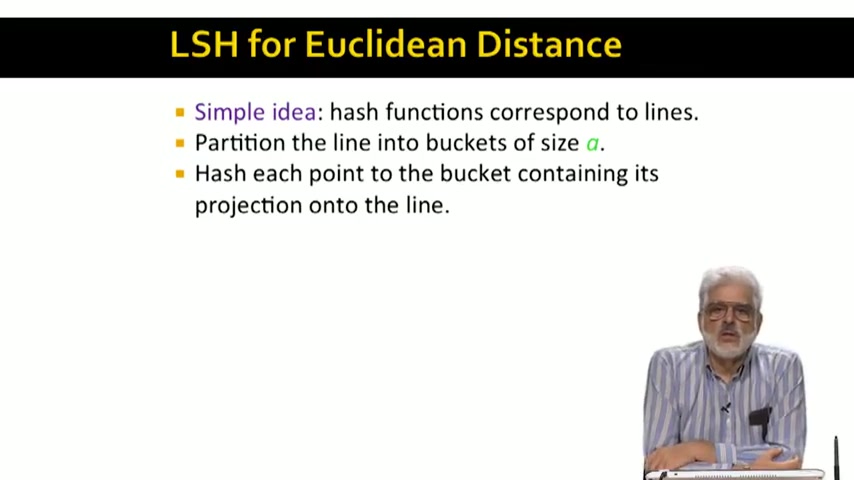 LSH for Euclidean Distance
Simple idea: hash functions correspond to lines.
Partition the line into buckets of size a.
Hash each point to the bucket containing its
projection onto the line.